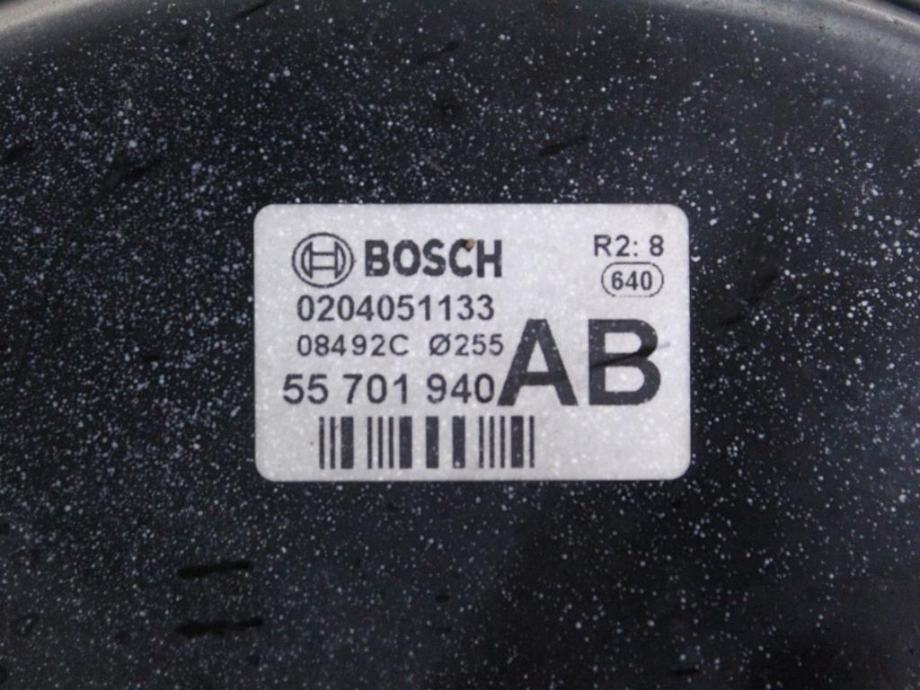 BOSCH R2: 8
640
0204051133
08492C Ø255
55 701 940 AB